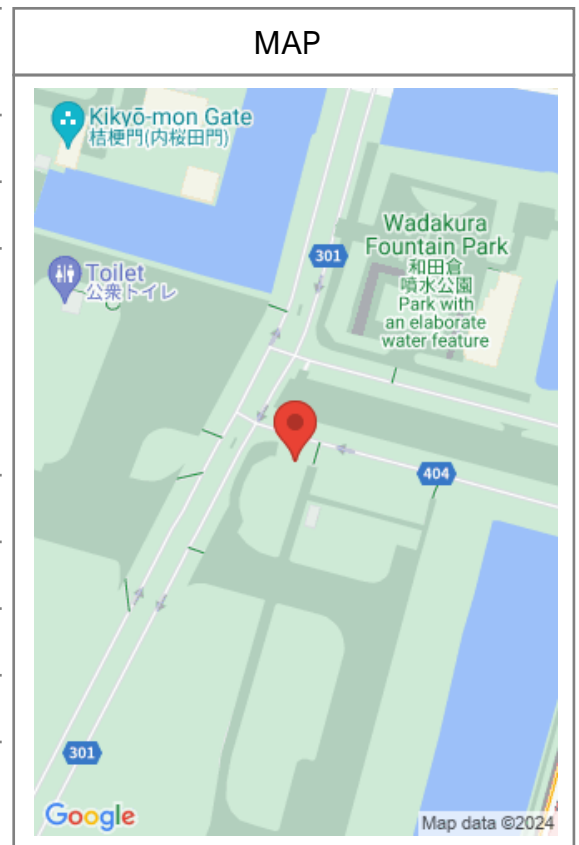 MAP
Kikyō-mon Gate
桔梗門(内桜田門)
Wadakura
Fountain Park
和田倉
噴水公園
Park with
an elaborate
water feature
301
Toilet
公衆トイレ
404
301
Google
Map data ©2024